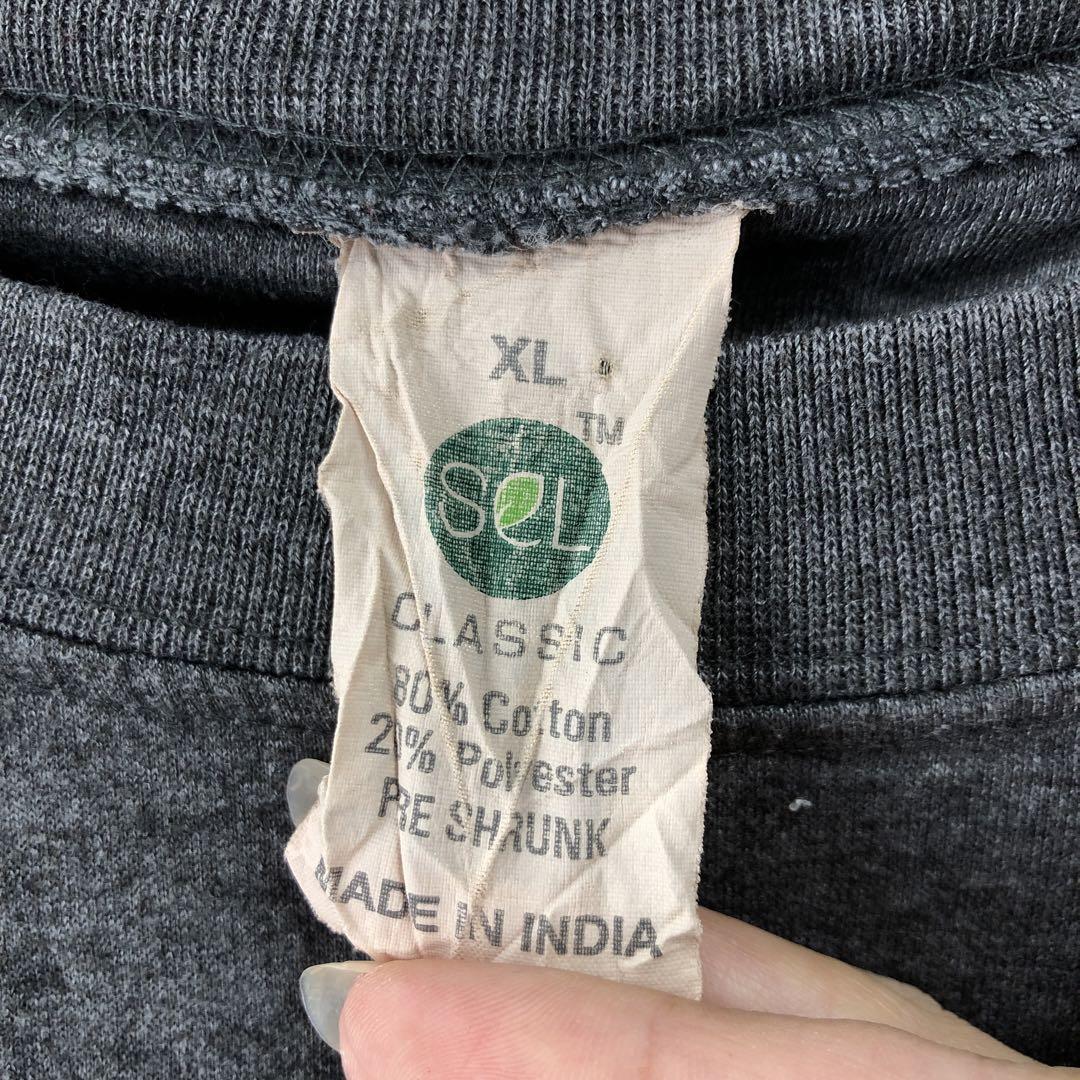 XL
TM
SeL
CLASSIC
80% Cotton
20% Polyester
PRE SHRUNK
MADE IN INDIA